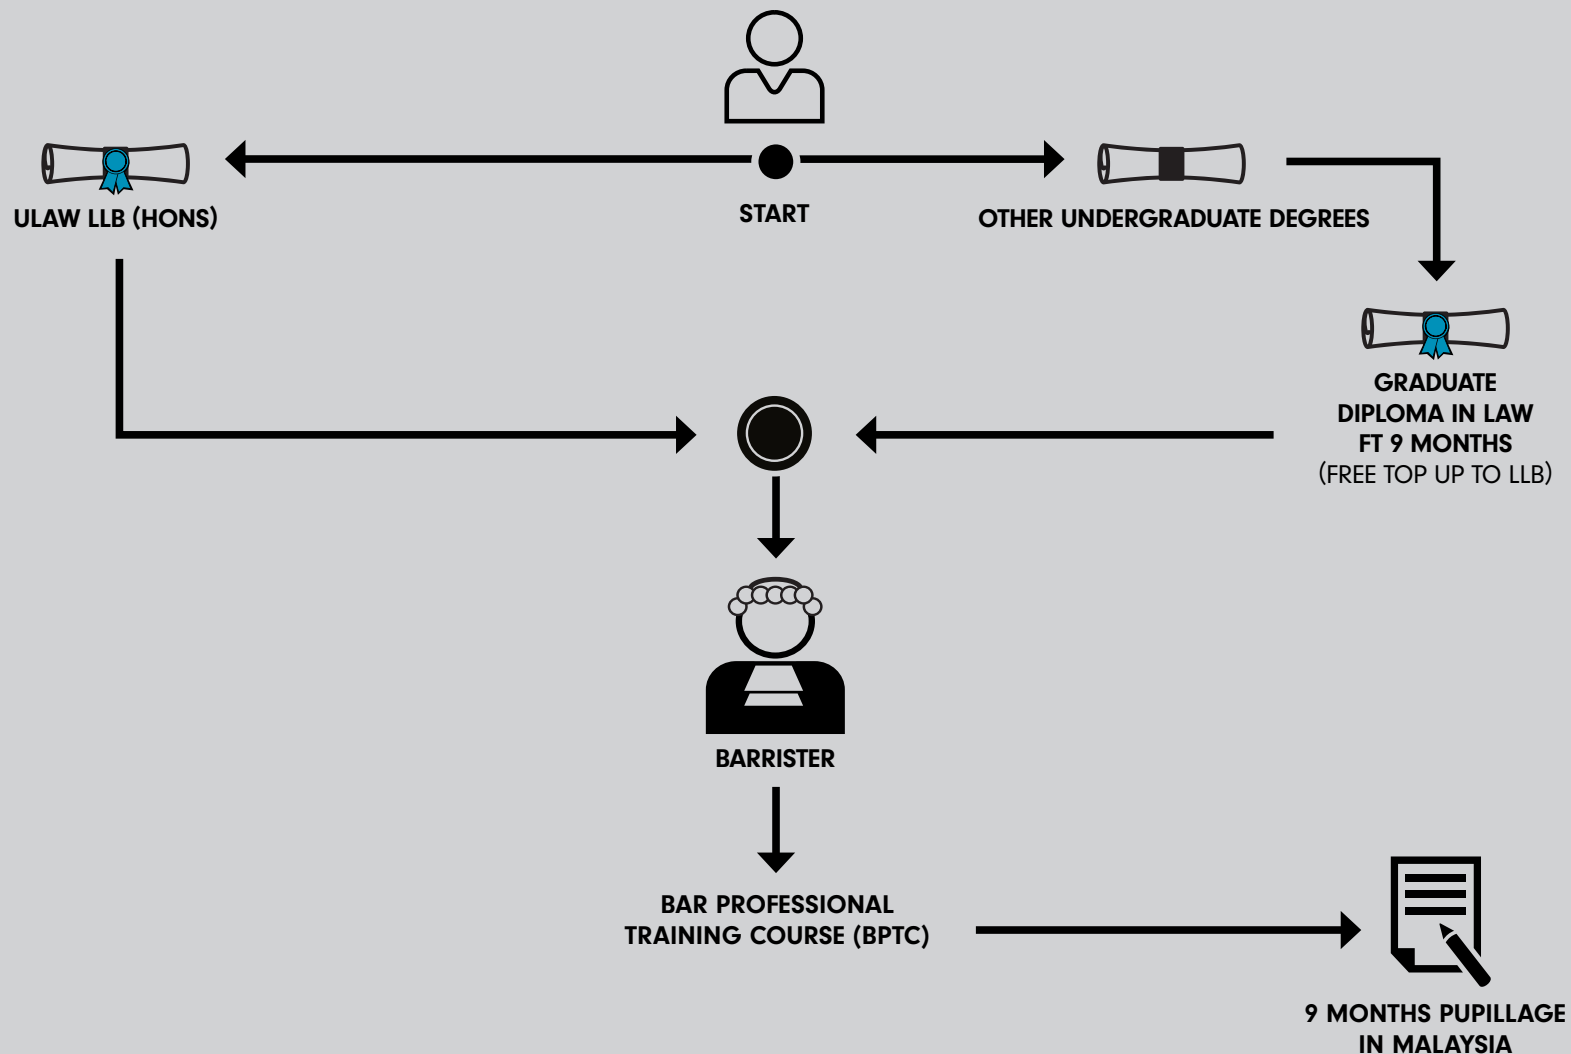 ULAW LLB (HONS)
START
OTHER UNDERGRADUATE DEGREES
GRADUATE
DIPLOMA IN LAW
FT 9 MONTHS
(FREE TOP UP TO LLB)
BARRISTER
BAR PROFESSIONAL
TRAINING COURSE (BPTC)
9 MONTHS PUPILLAGE
IN MALAYSIA